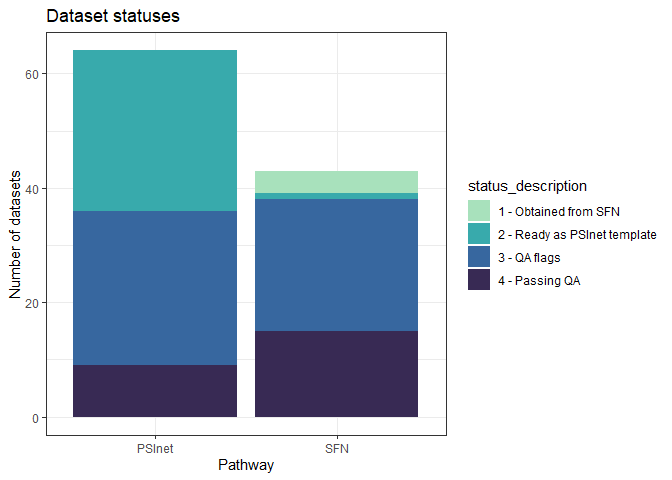 Dataset statuses
Number of datasets
60
40
20
0
PSInet
SFN
Pathway
status_description
1 - Obtained from SFN
2 - Ready as PSInet template
3 - QA flags
4 - Passing QA